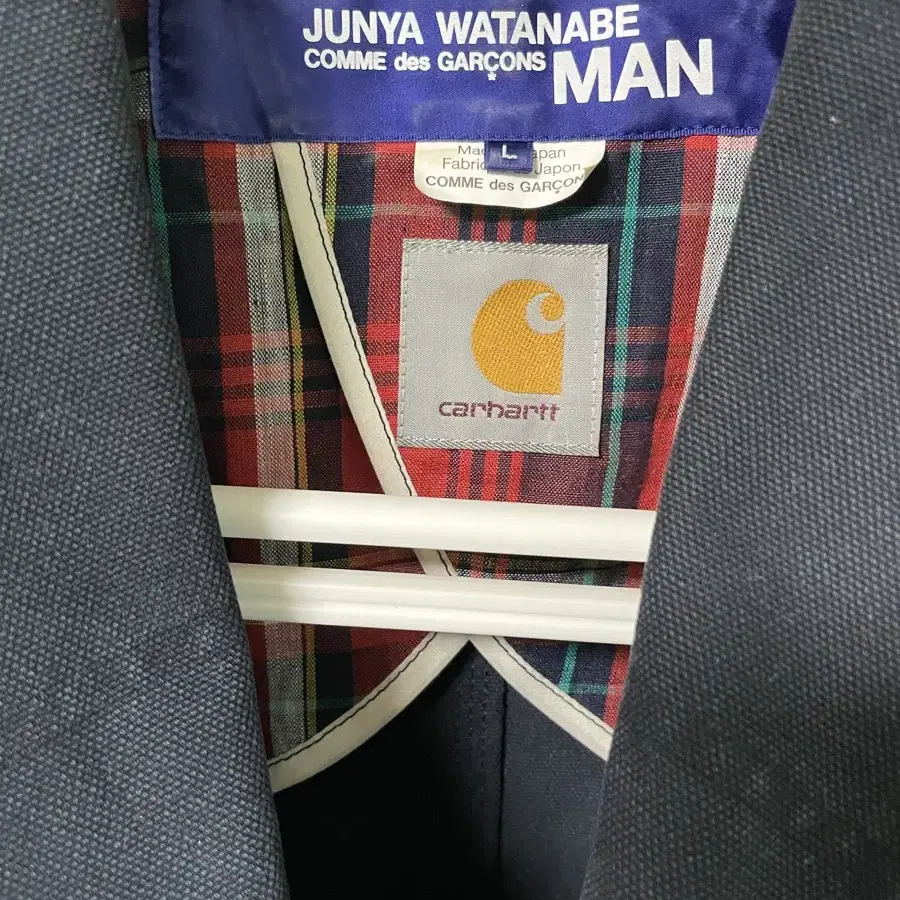 JUNYA WATANABE
COMME des GARÇONS
MAN
L
Japan
Japon
COMME des GARÇONS
carhartt